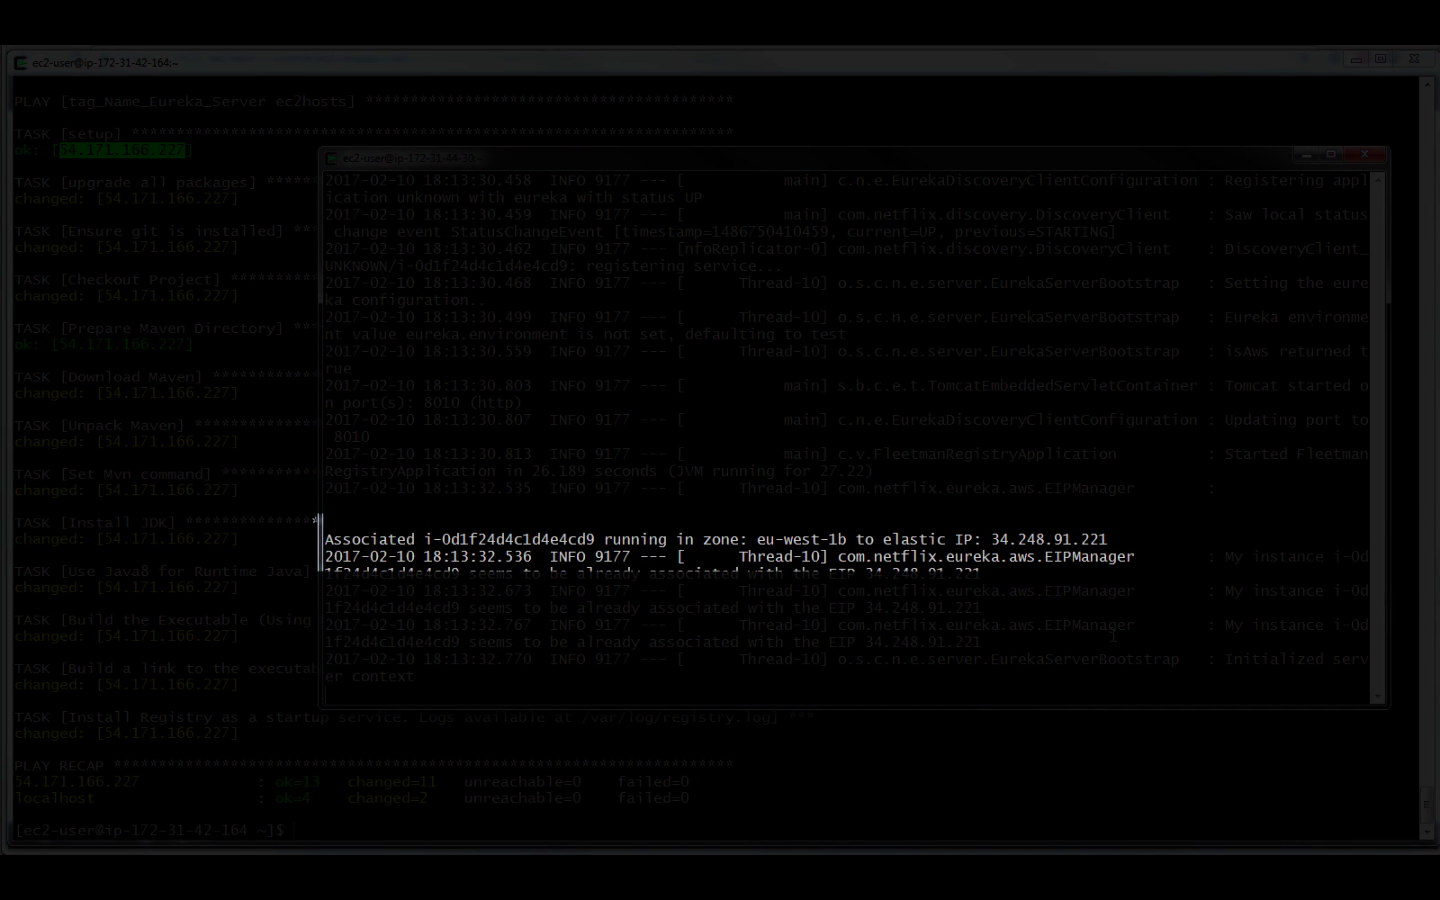 ec2-user@ip-172-31-42-164:~
PLAY [tag_Name_Eureka_Server ec2hosts] *****************************************
TASK [setup] *******************************************************************
ok: [54.171.166.227]
TASK [upgrade all packages] ******
changed: [54.171.166.227]
TASK [Ensure git is installed] ***
changed: [54.171.166.227]
TASK [Checkout Project] **********
changed: [54.171.166.227]
TASK [Prepare Maven Directory] ***
ok: [54.171.166.227]
TASK [Download Maven] ************
changed: [54.171.166.227]
TASK [Unpack Maven] **************
changed: [54.171.166.227]
TASK [Set Mvn command] ***********
changed: [54.171.166.227]
TASK [Install JDK] ***************
changed: [54.171.166.227]
TASK [Use Java8 for Runtime Java]
changed: [54.171.166.227]
TASK [Build the Executable (Using
changed: [54.171.166.227]
TASK [Build a link to the executab
changed: [54.171.166.227]
TASK [Install Registry as a startup service. Logs available at /var/log/registry.log] ***
changed: [54.171.166.227]
PLAY RECAP *********************************************************************
54.171.166.227 : ok=13 changed=11 unreachable=0 failed=0
localhost : ok=4 changed=2 unreachable=0 failed=0
[ec2-user@ip-172-31-42-164 ~]$
2017-02-10 18:13:30.458 INFO 9177 --- [ main] c.n.e.EurekaDiscoveryClientConfiguration : Registering appl
ication unknown with eureka with status UP
2017-02-10 18:13:30.459 INFO 9177 --- [ main] com.netflix.discovery.DiscoveryClient : Saw local status
change event StatusChangeEvent [timestamp=1486750410459, current=UP, previous=STARTING]
2017-02-10 18:13:30.462 INFO 9177 --- [nfoReplicator-0] com.netflix.discovery.DiscoveryClient : DiscoveryClient_
UNKNOWN/i-0d1f24d4c1d4e4cd9: registering service...
2017-02-10 18:13:30.468 INFO 9177 --- [ Thread-10] o.s.c.n.e.server.EurekaServerBootstrap : Setting the eure
ka configuration..
2017-02-10 18:13:30.499 INFO 9177 --- [ Thread-10] o.s.c.n.e.server.EurekaServerBootstrap : Eureka environme
nt value eureka.environment is not set, defaulting to test
2017-02-10 18:13:30.559 INFO 9177 --- [ Thread-10] o.s.c.n.e.server.EurekaServerBootstrap : isAws returned t
rue
2017-02-10 18:13:30.803 INFO 9177 --- [ main] s.b.c.e.t.TomcatEmbeddedServletContainer : Tomcat started o
n port(s): 8010 (http)
2017-02-10 18:13:30.807 INFO 9177 --- [ main] c.n.e.EurekaDiscoveryClientConfiguration : Updating port to
8010
2017-02-10 18:13:30.813 INFO 9177 --- [ main] c.v.FleetmanRegistryApplication : Started Fleetman
RegistryApplication in 26.189 seconds (JVM running for 27.22)
2017-02-10 18:13:32.535 INFO 9177 --- [ Thread-10] com.netflix.eureka.aws.EIPManager :
Associated i-0d1f24d4c1d4e4cd9 running in zone: eu-west-1b to elastic IP: 34.248.91.221
2017-02-10 18:13:32.536 INFO 9177 --- [ Thread-10] com.netflix.eureka.aws.EIPManager : My instance i-0d
1f24d4c1d4e4cd9 seems to be already associated with the EIP 34.248.91.221
2017-02-10 18:13:32.673 INFO 9177 --- [ Thread-10] com.netflix.eureka.aws.EIPManager : My instance i-0d
1f24d4c1d4e4cd9 seems to be already associated with the EIP 34.248.91.221
2017-02-10 18:13:32.767 INFO 9177 --- [ Thread-10] com.netflix.eureka.aws.EIPManager : My instance i-0d
1f24d4c1d4e4cd9 seems to be already associated with the EIP 34.248.91.221
2017-02-10 18:13:32.770 INFO 9177 --- [ Thread-10] o.s.c.n.e.server.EurekaServerBootstrap : Initialized serv
er context